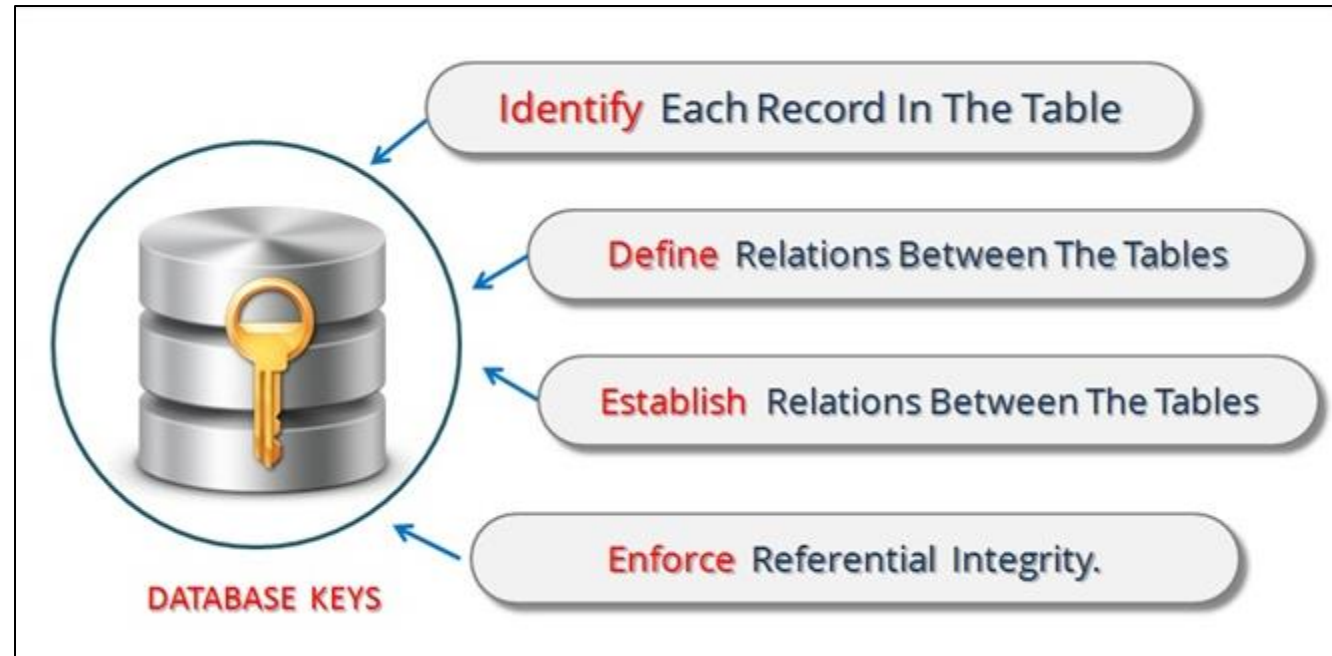 Identify Each Record In The Table
Define Relations Between The Tables
Establish Relations Between The Tables
Enforce Referential Integrity.
DATABASE KEYS